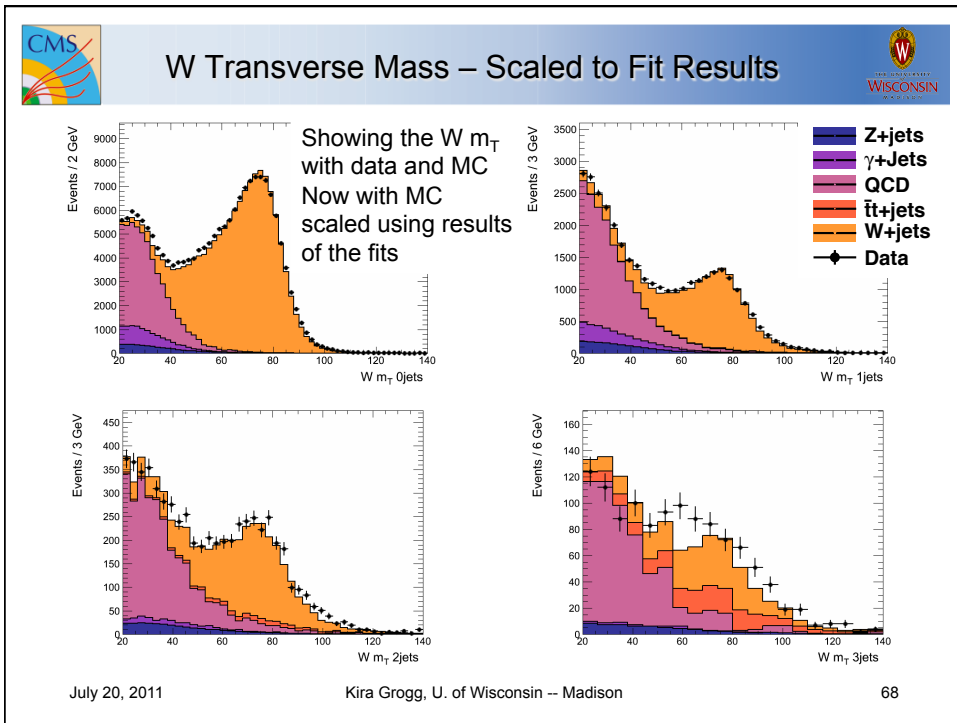 CMS
W Transverse Mass – Scaled to Fit Results
W
THE UNIVERSITY
WISCONSIN
MADISON
Events / 2 GeV
9000
8000
7000
6000
5000
4000
3000
2000
1000
0
20 40 60 80 100 120 140
W mT 0jets
Showing the W mT
with data and MC
Now with MC
scaled using results
of the fits
Events / 3 GeV
3500
3000
2500
2000
1500
1000
500
0
20 40 60 80 100 120 140
W mT 1jets
Z+jets
γ+Jets
QCD
t̄t+jets
W+jets
Data
Events / 3 GeV
450
400
350
300
250
200
150
100
50
0
20 40 60 80 100 120 140
W mT 2jets
Events / 6 GeV
160
140
120
100
80
60
40
20
0
20 40 60 80 100 120 140
W mT 3jets
July 20, 2011
Kira Grogg, U. of Wisconsin -- Madison
68